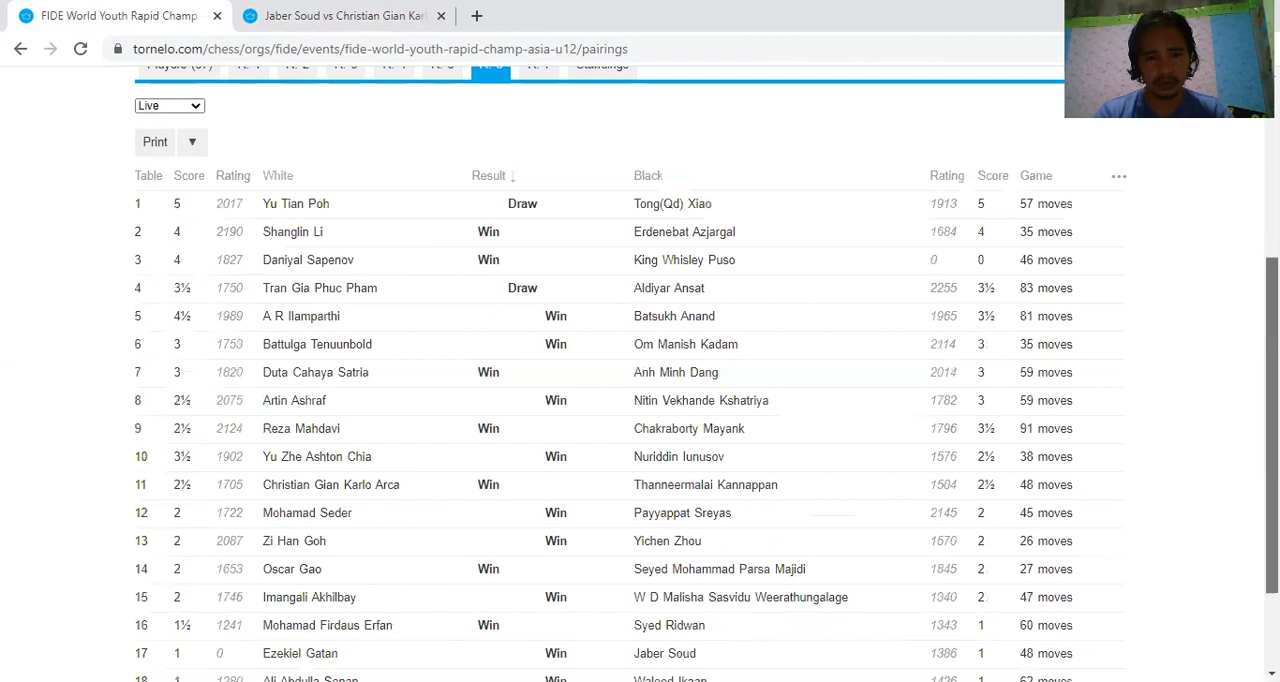 FIDE World Youth Rapid Champ
Jaber Soud vs Christian Gian Karl
tornelo.com/chess/orgs/fide/events/fide-world-youth-rapid-champ-asia-u12/pairings
Standings
Live
Print
Table Score Rating White Result ↓ Black Rating Score Game
1 5 2017 Yu Tian Poh Draw Tong(Qd) Xiao 1913 5 57 moves
2 4 2190 Shanglin Li Win Erdenebat Azjargal 1684 4 35 moves
3 4 1827 Daniyal Sapenov Win King Whisley Puso 0 0 46 moves
4 3½ 1750 Tran Gia Phuc Pham Draw Aldiyar Ansat 2255 3½ 83 moves
5 4½ 1989 A R Ilamparthi Win Batsukh Anand 1965 3½ 81 moves
6 3 1753 Battulga Tenuunbold Win Om Manish Kadam 2114 3 35 moves
7 3 1820 Duta Cahaya Satria Win Anh Minh Dang 2014 3 59 moves
8 2½ 2075 Artin Ashraf Win Nitin Vekhande Kshatriya 1782 3 59 moves
9 2½ 2124 Reza Mahdavi Win Chakraborty Mayank 1796 3½ 91 moves
10 3½ 1902 Yu Zhe Ashton Chia Win Nuriddin Iunusov 1576 2½ 38 moves
11 2½ 1705 Christian Gian Karlo Arca Win Thanneermalai Kannappan 1504 2½ 48 moves
12 2 1722 Mohamad Seder Win Payyappat Sreyas 2145 2 45 moves
13 2 2087 Zi Han Goh Win Yichen Zhou 1570 2 26 moves
14 2 1653 Oscar Gao Win Seyed Mohammad Parsa Majidi 1845 2 27 moves
15 2 1746 Imangali Akhilbay Win W D Malisha Sasvidu Weerathungalage 1340 2 47 moves
16 1½ 1241 Mohamad Firdaus Erfan Win Syed Ridwan 1343 1 60 moves
17 1 0 Ezekiel Gatan Win Jaber Soud 1386 1 48 moves